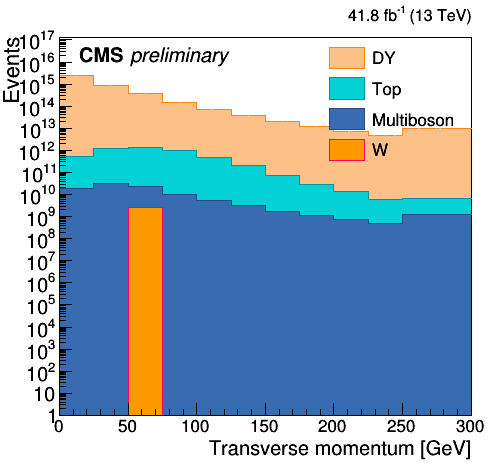 41.8 fb⁻¹ (13 TeV)
CMS preliminary
Events
DY
Top
Multiboson
W
10¹⁷
10¹⁶
10¹⁵
10¹⁴
10¹³
10¹²
10¹¹
10¹⁰
10⁹
10⁸
10⁷
10⁶
10⁵
10⁴
10³
10²
10
1
0 50 100 150 200 250 300
Transverse momentum [GeV]